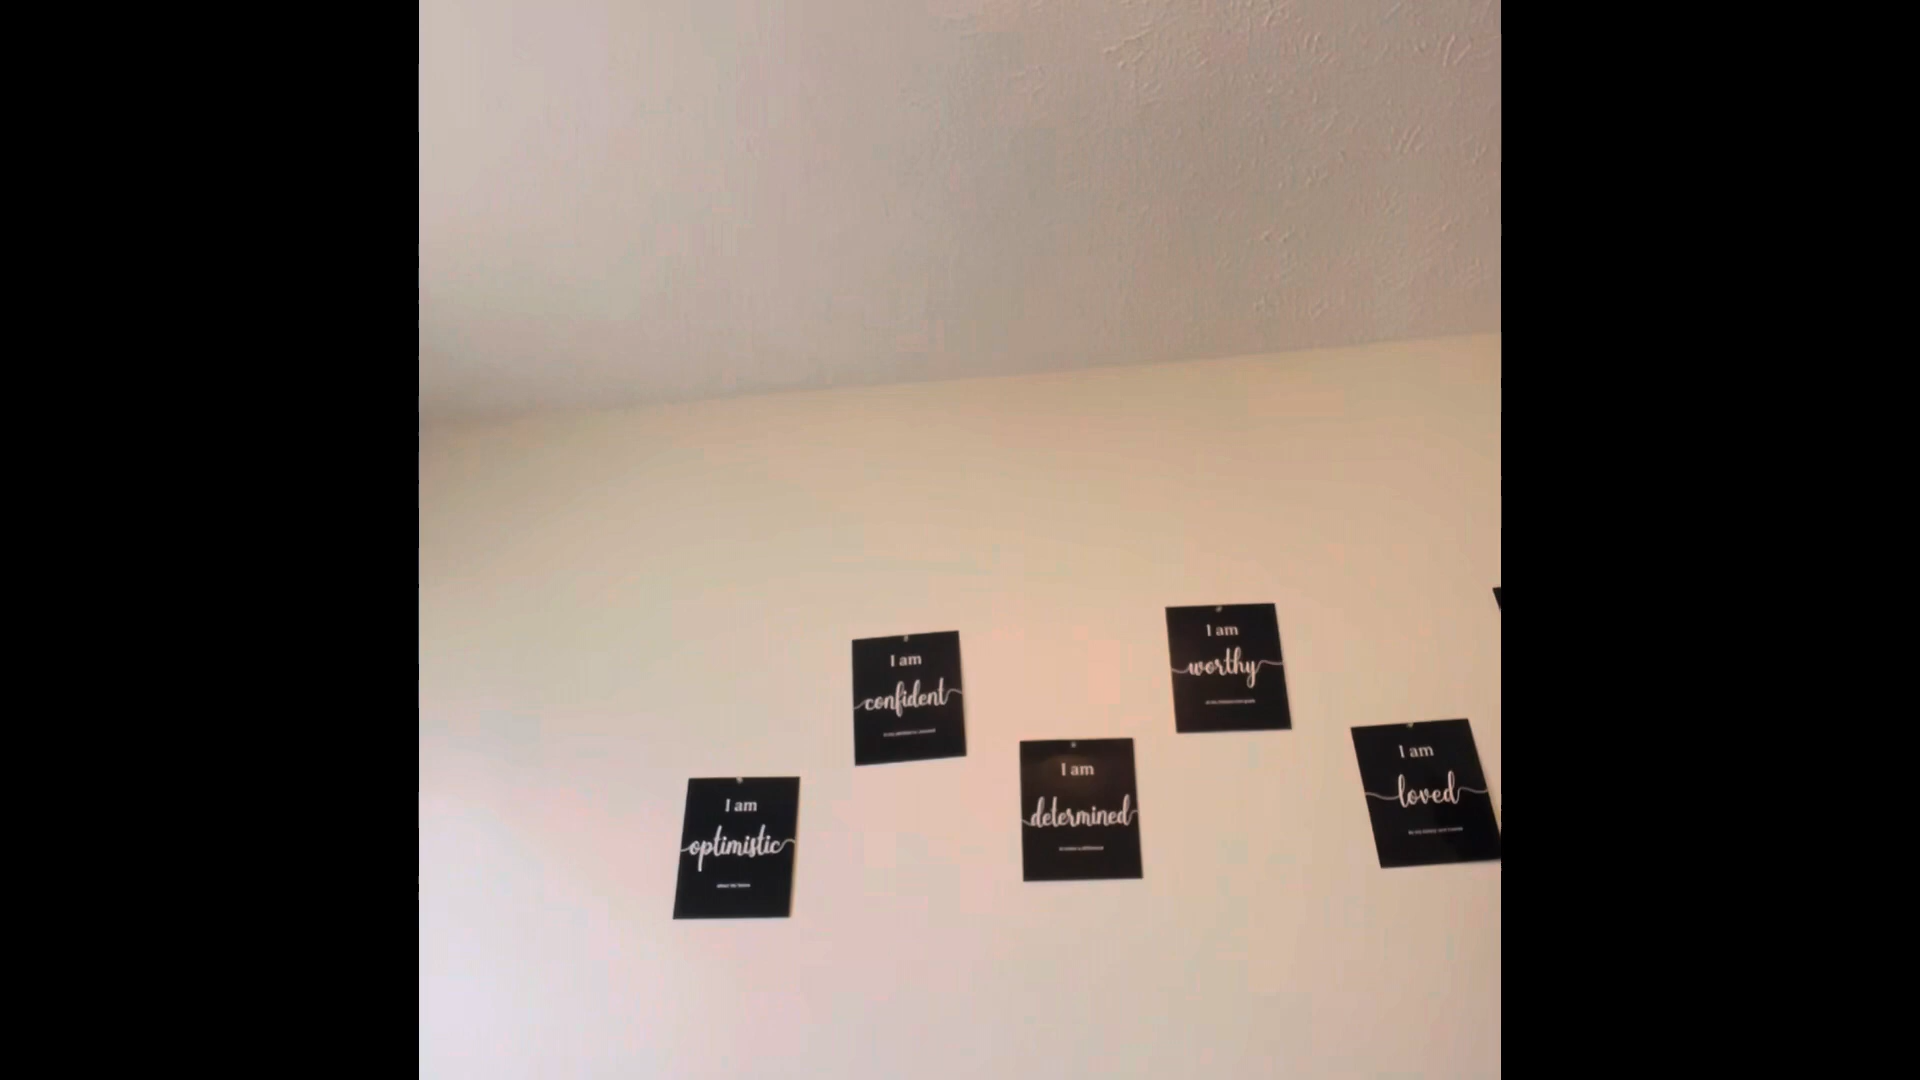 I am
confident
I am
worthy
I am
optimistic
I am
determined
I am
loved